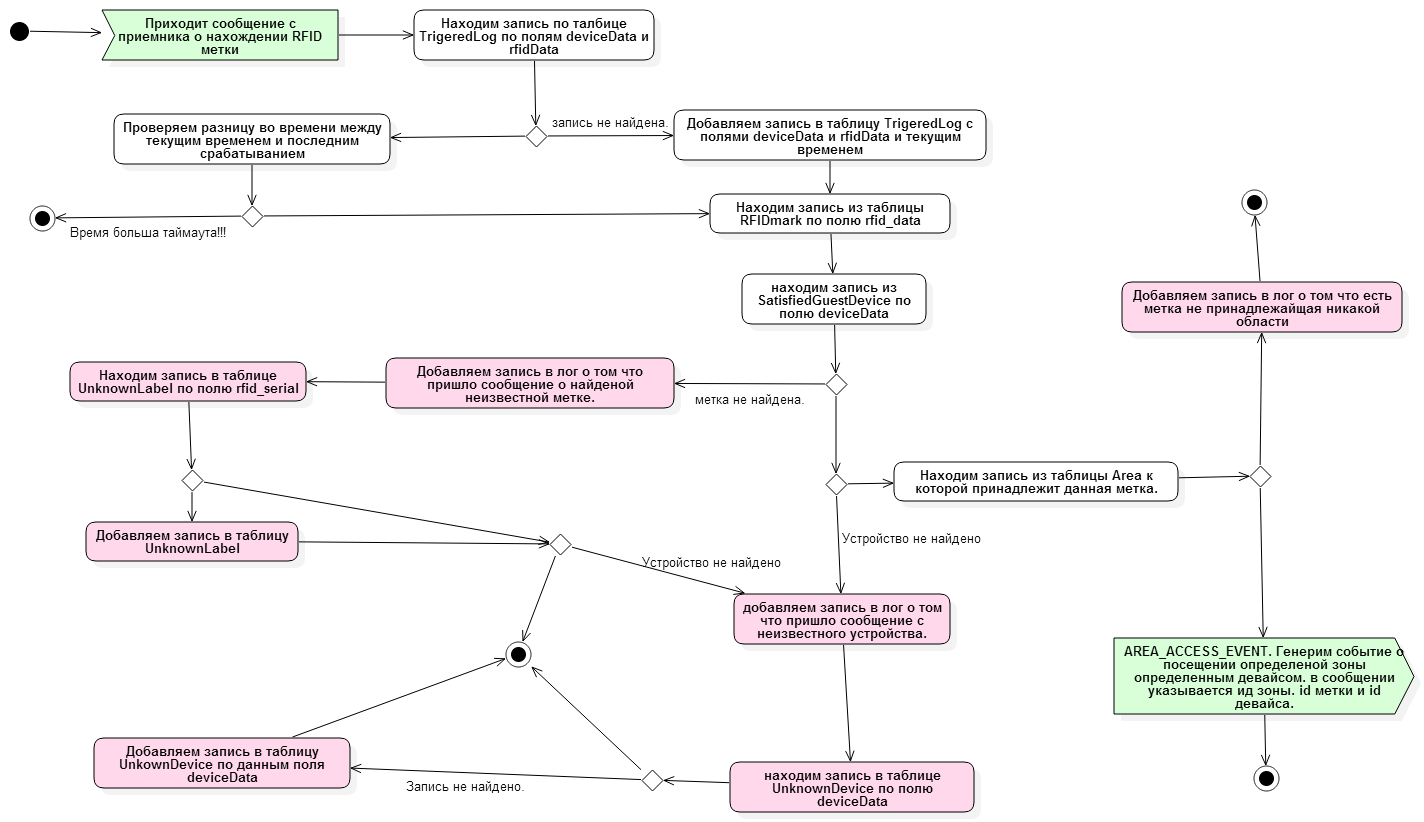 Приходит сообщение с
приемника о нахождении RFID
метки
Находим запись по талбице
TrigeredLog по полям deviceData и
rfidData
Проверяем разницу во времени между
текущим временем и последним
срабатыванием
запись не найдена.
Добавляем запись в таблицу TrigeredLog с
полями deviceData и rfidData и текущим
временем
Время больша таймаута!!!
Находим запись из таблицы
RFIDmark по полю rfid_data
находим запись из
SatisfiedGuestDevice по
полю deviceData
Добавляем запись в лог о том что есть
метка не принадлежайщая никакой
области
Находим запись в таблице
UnknownLabel по полю rfid_serial
Добавляем запись в лог о том что
пришло сообщение о найденой
неизвестной метке.
метка не найдена.
Находим запись из таблицы Area к
которой принадлежит данная метка.
Добавляем запись в таблицу
UnknownLabel
Устройство не найдено
Устройство не найдено
добавляем запись в лог о том
что пришло сообщение с
неизвестного устройства.
AREA_ACCESS_EVENT. Генерим событие о
посещении определеной зоны
определенным девайсом. в сообщении
указывается ид зоны. id метки и id
девайса.
Добавляем запись в таблицу
UnkownDevice по данным поля
deviceData
Запись не найдено.
находим запись в таблице
UnknownDevice по полю
deviceData